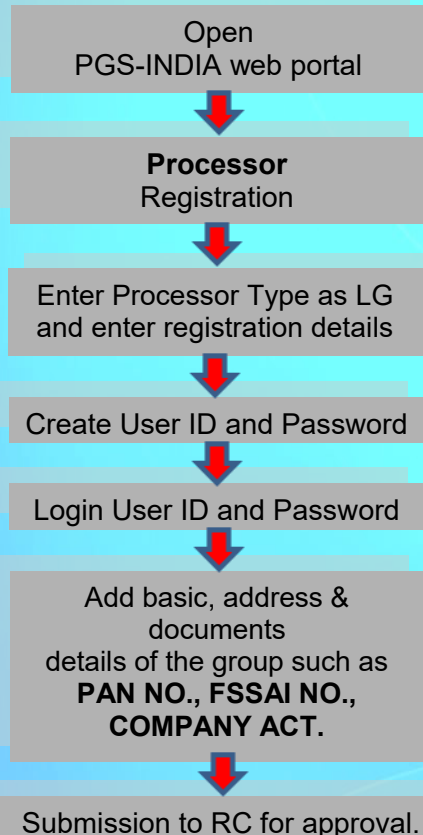 Open
PGS-INDIA web portal
Processor
Registration
Enter Processor Type as LG
and enter registration details
Create User ID and Password
Login User ID and Password
Add basic, address &
documents
details of the group such as
PAN NO., FSSAI NO.,
COMPANY ACT.
Submission to RC for approval.